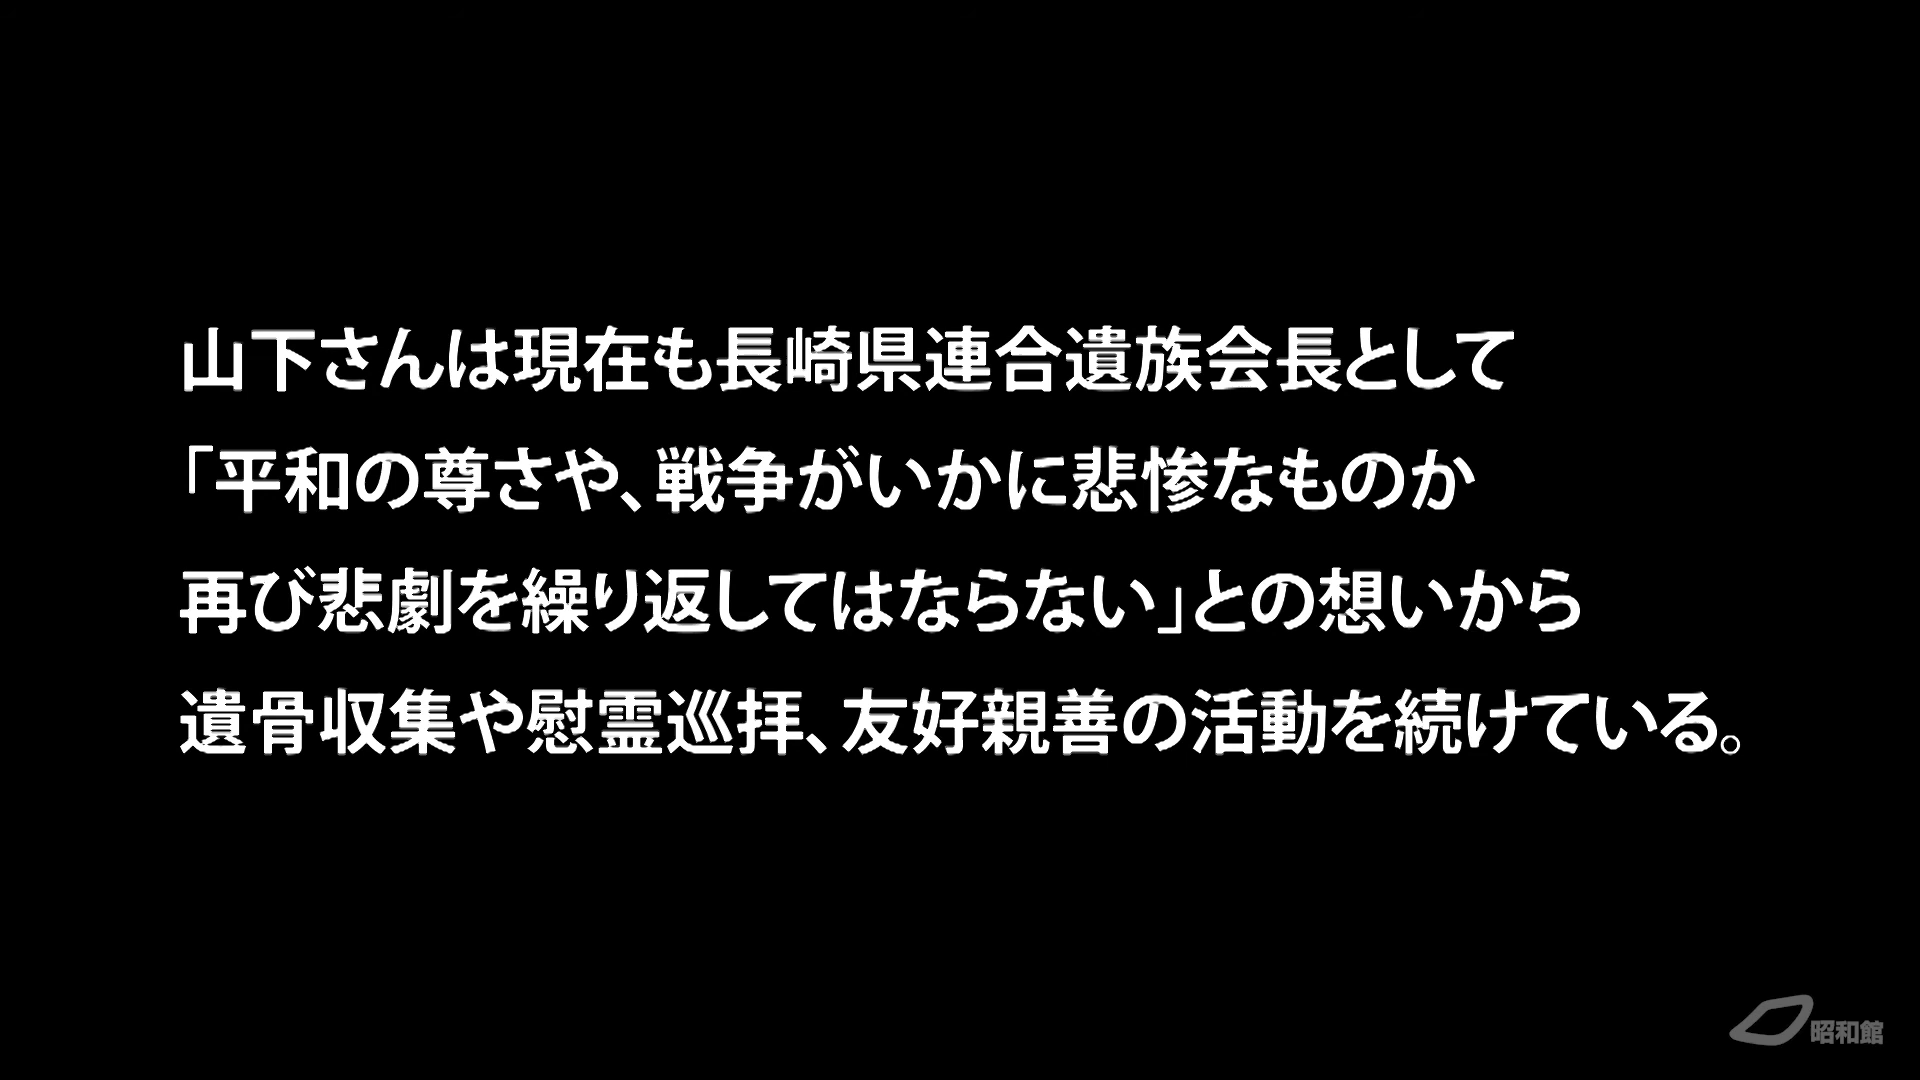 山下さんは現在も長崎県連合遺族会長として
「平和の尊さや、戦争がいかに悲惨なものか
再び悲劇を繰り返してはならない」との想いから
遺骨収集や慰霊巡拝、友好親善の活動を続けている。
昭和館